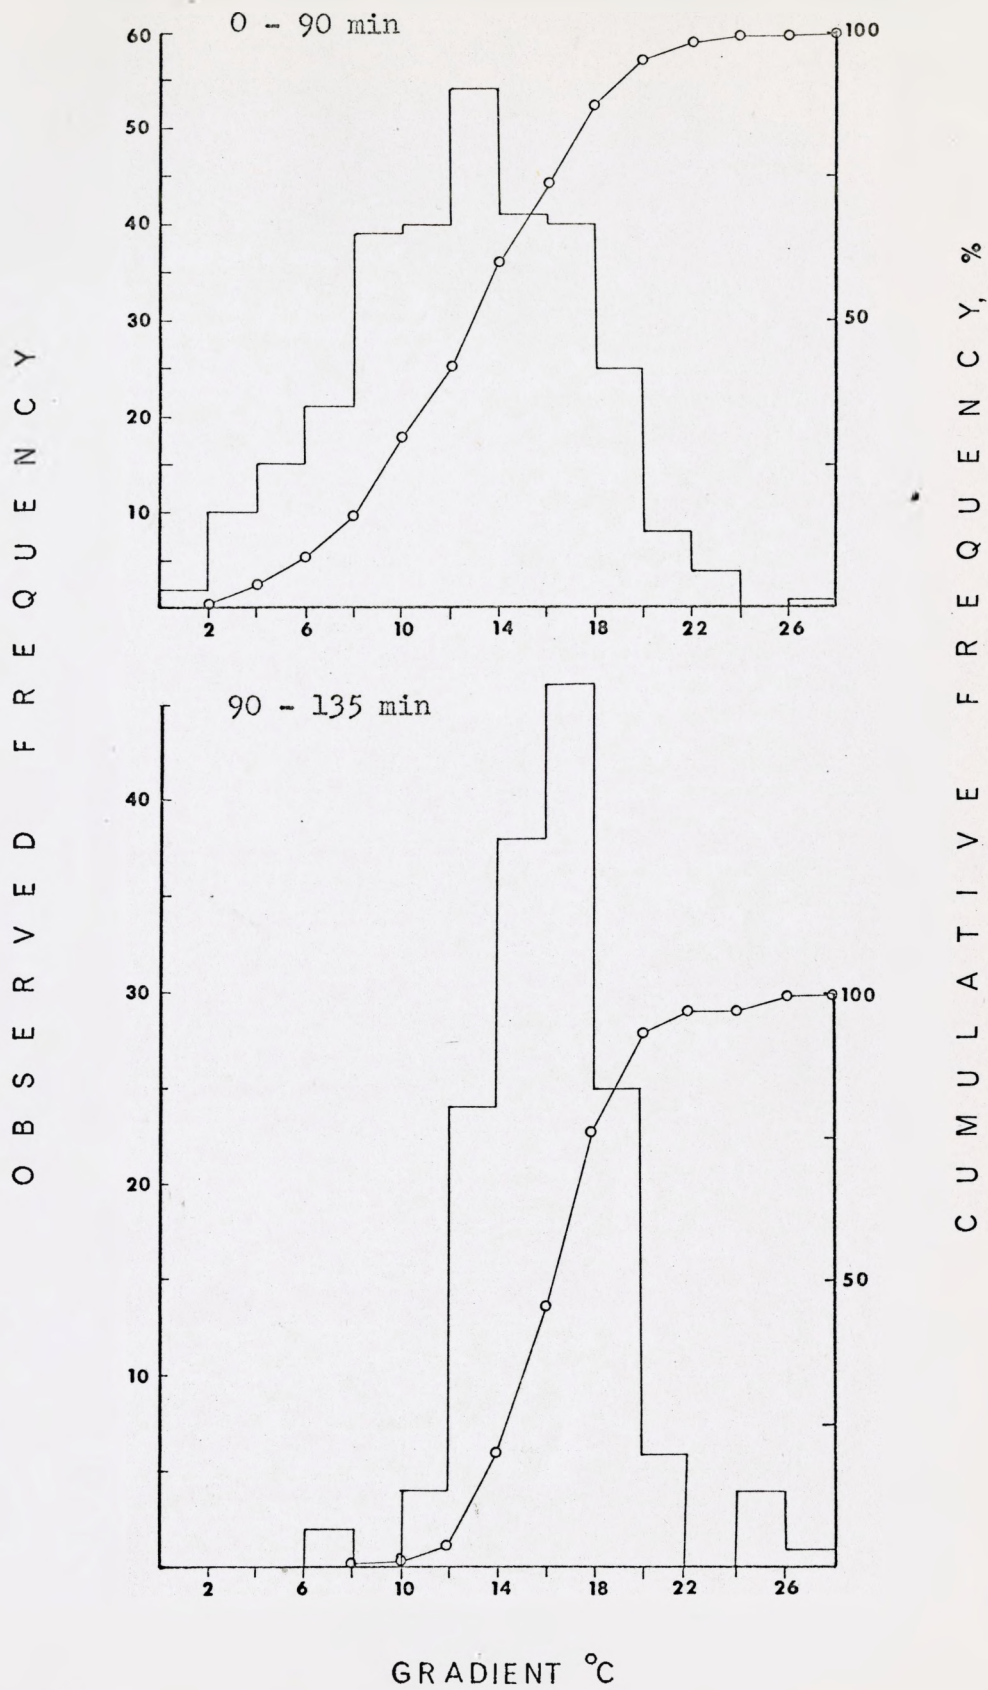 0 - 90 min
60
50
40
30
20
10
100
50
2 6 10 14 18 22 26
90 - 135 min
40
30
20
10
100
50
2 6 10 14 18 22 26
GRADIENT °C
OBSERVED FREQUENCY
CUMULATIVE FREQUENCY, %